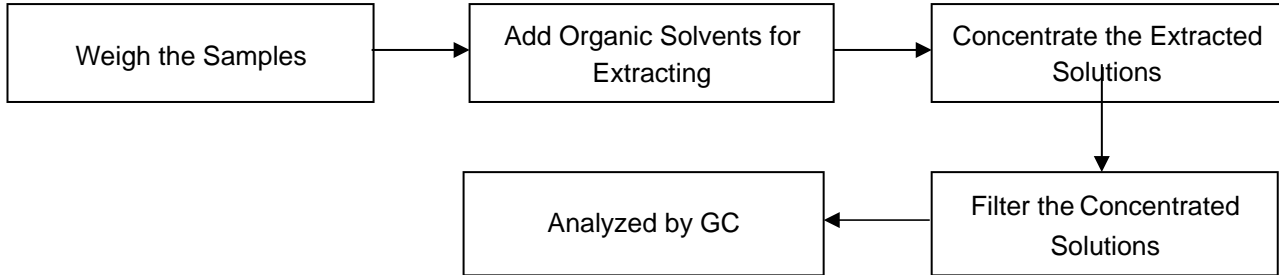 Weigh the Samples
Add Organic Solvents for
Extracting
Concentrate the Extracted
Solutions
Filter the Concentrated
Solutions
Analyzed by GC